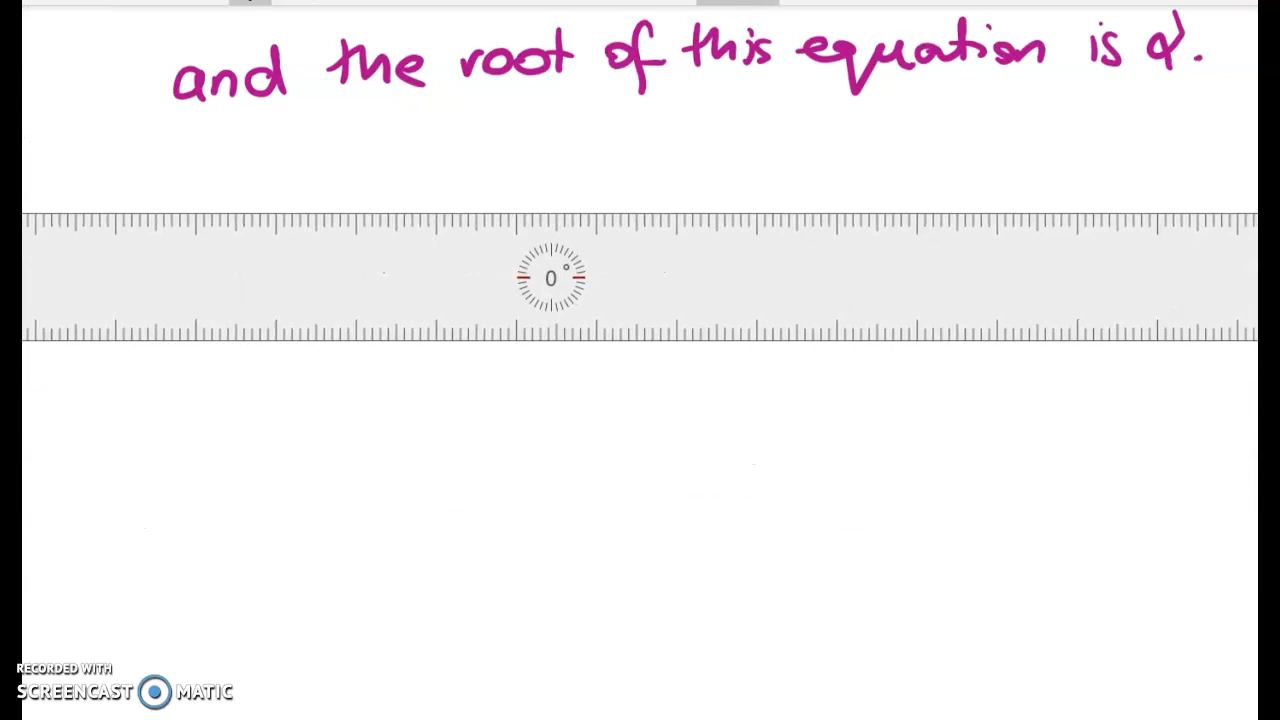 and the root of this equation is α.
0°
RECORDED WITH
SCREENCAST MATIC